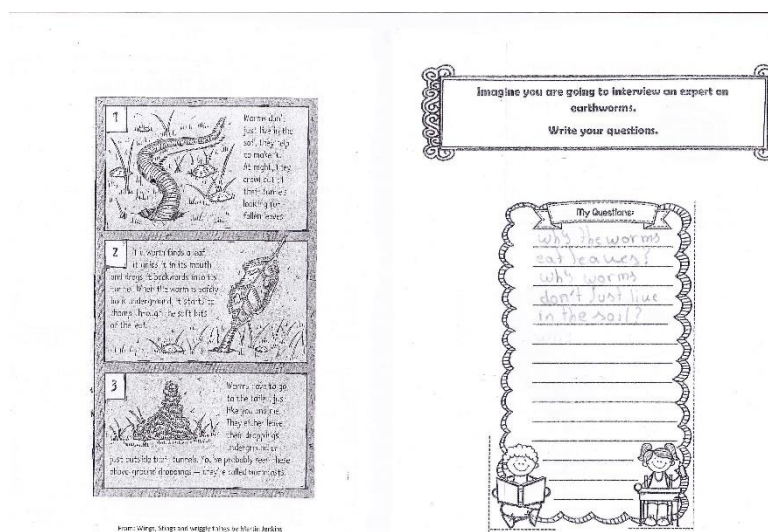 1
Worms don't
just live in the
soil, they help
to make it.
At night, they
crawl out of
their tunnels
looking for
fallen leaves
2
If a worm finds a leaf,
it grips it in its mouth
and drags it backwards into its
tunnel. When the worm is safely
back underground, it starts to
chomp through the soft bits
of the leaf.
3
Worms have to go
to the toilet, just
like you and me.
They either leave
their droppings
underground or
just outside their tunnels. You've probably seen these
above-ground droppings — they're called wormcasts.
From: Wings, Stings and wriggly things by Martin Jenkins
Imagine you are going to interview an expert on
earthworms.
Write your questions.
My Questions:
Why the worms
eat leaves?
Why worms
don't Just live
in the soil?